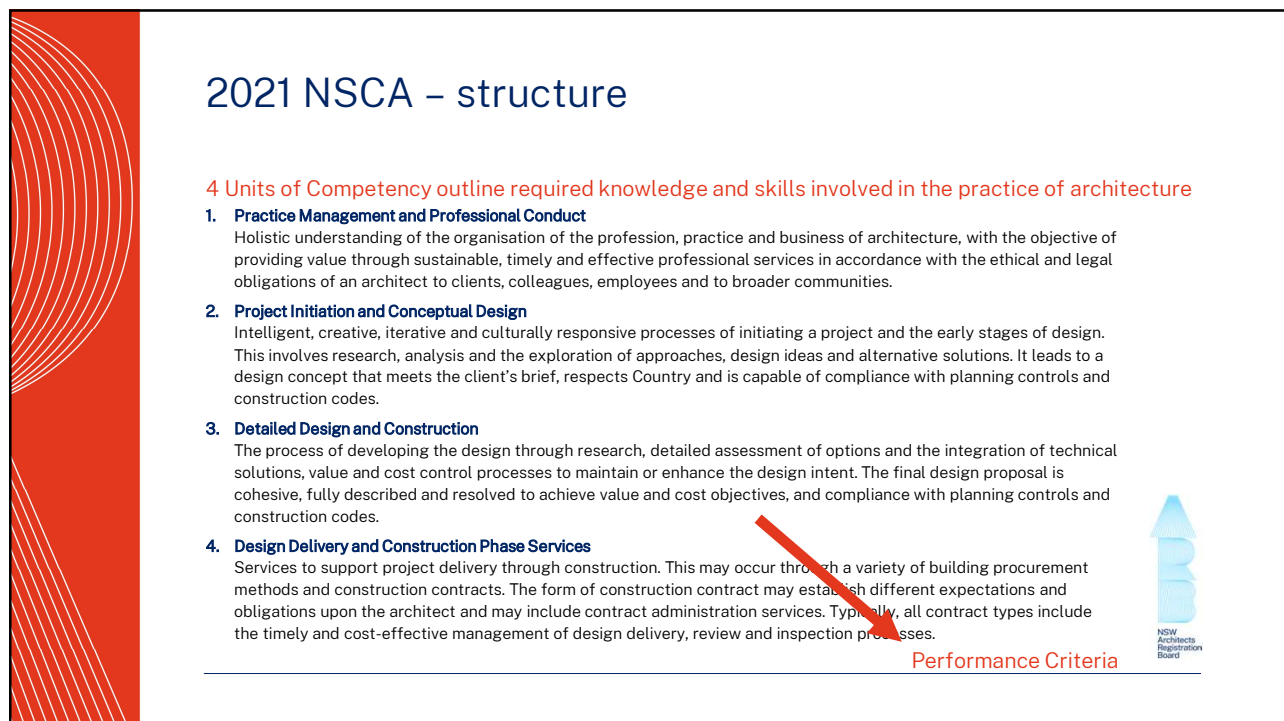 2021 NSCA – structure
4 Units of Competency outline required knowledge and skills involved in the practice of architecture
1. Practice Management and Professional Conduct
Holistic understanding of the organisation of the profession, practice and business of architecture, with the objective of
providing value through sustainable, timely and effective professional services in accordance with the ethical and legal
obligations of an architect to clients, colleagues, employees and to broader communities.
2. Project Initiation and Conceptual Design
Intelligent, creative, iterative and culturally responsive processes of initiating a project and the early stages of design.
This involves research, analysis and the exploration of approaches, design ideas and alternative solutions. It leads to a
design concept that meets the client's brief, respects Country and is capable of compliance with planning controls and
construction codes.
3. Detailed Design and Construction
The process of developing the design through research, detailed assessment of options and the integration of technical
solutions, value and cost control processes to maintain or enhance the design intent. The final design proposal is
cohesive, fully described and resolved to achieve value and cost objectives, and compliance with planning controls and
construction codes.
4. Design Delivery and Construction Phase Services
Services to support project delivery through construction. This may occur through a variety of building procurement
methods and construction contracts. The form of construction contract may establish different expectations and
obligations upon the architect and may include contract administration services. Typically, all contract types include
the timely and cost-effective management of design delivery, review and inspection processes.
Performance Criteria
ARB
NSW
Architects
Registration
Board